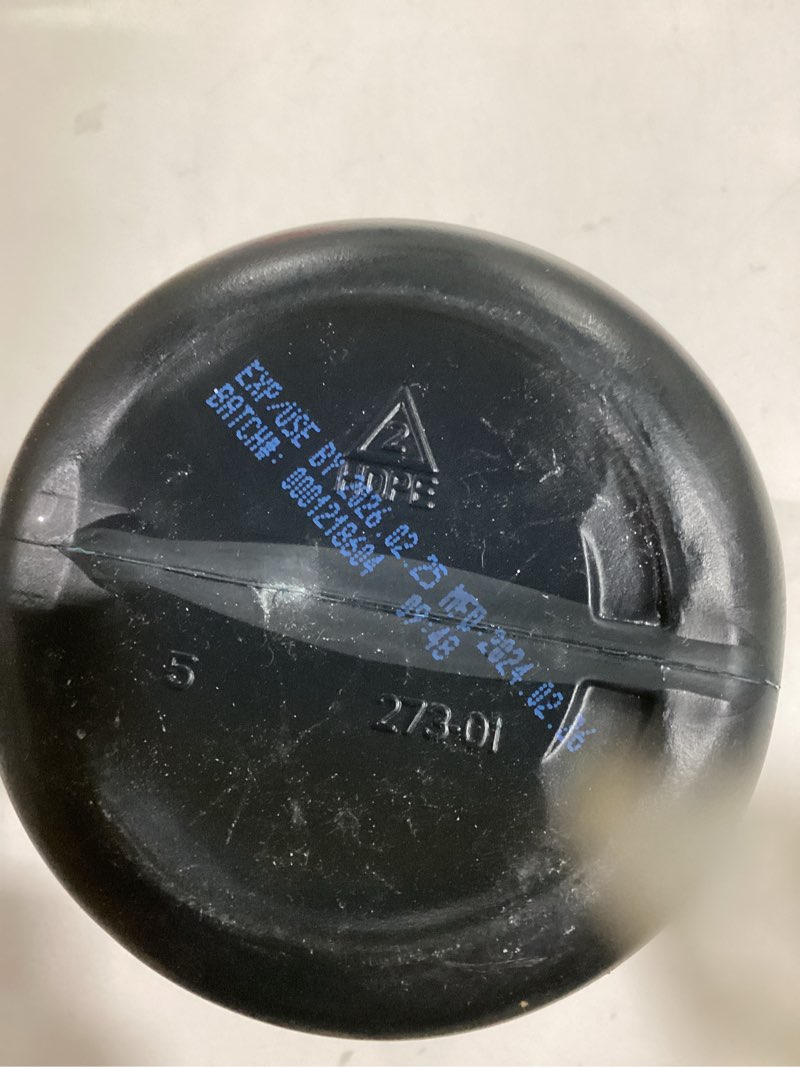 EXP/USE BY 2026.02.25 MFD 2024.02.26
BATCH#: 0001218604 09:48
2
HDPE
5
273-01